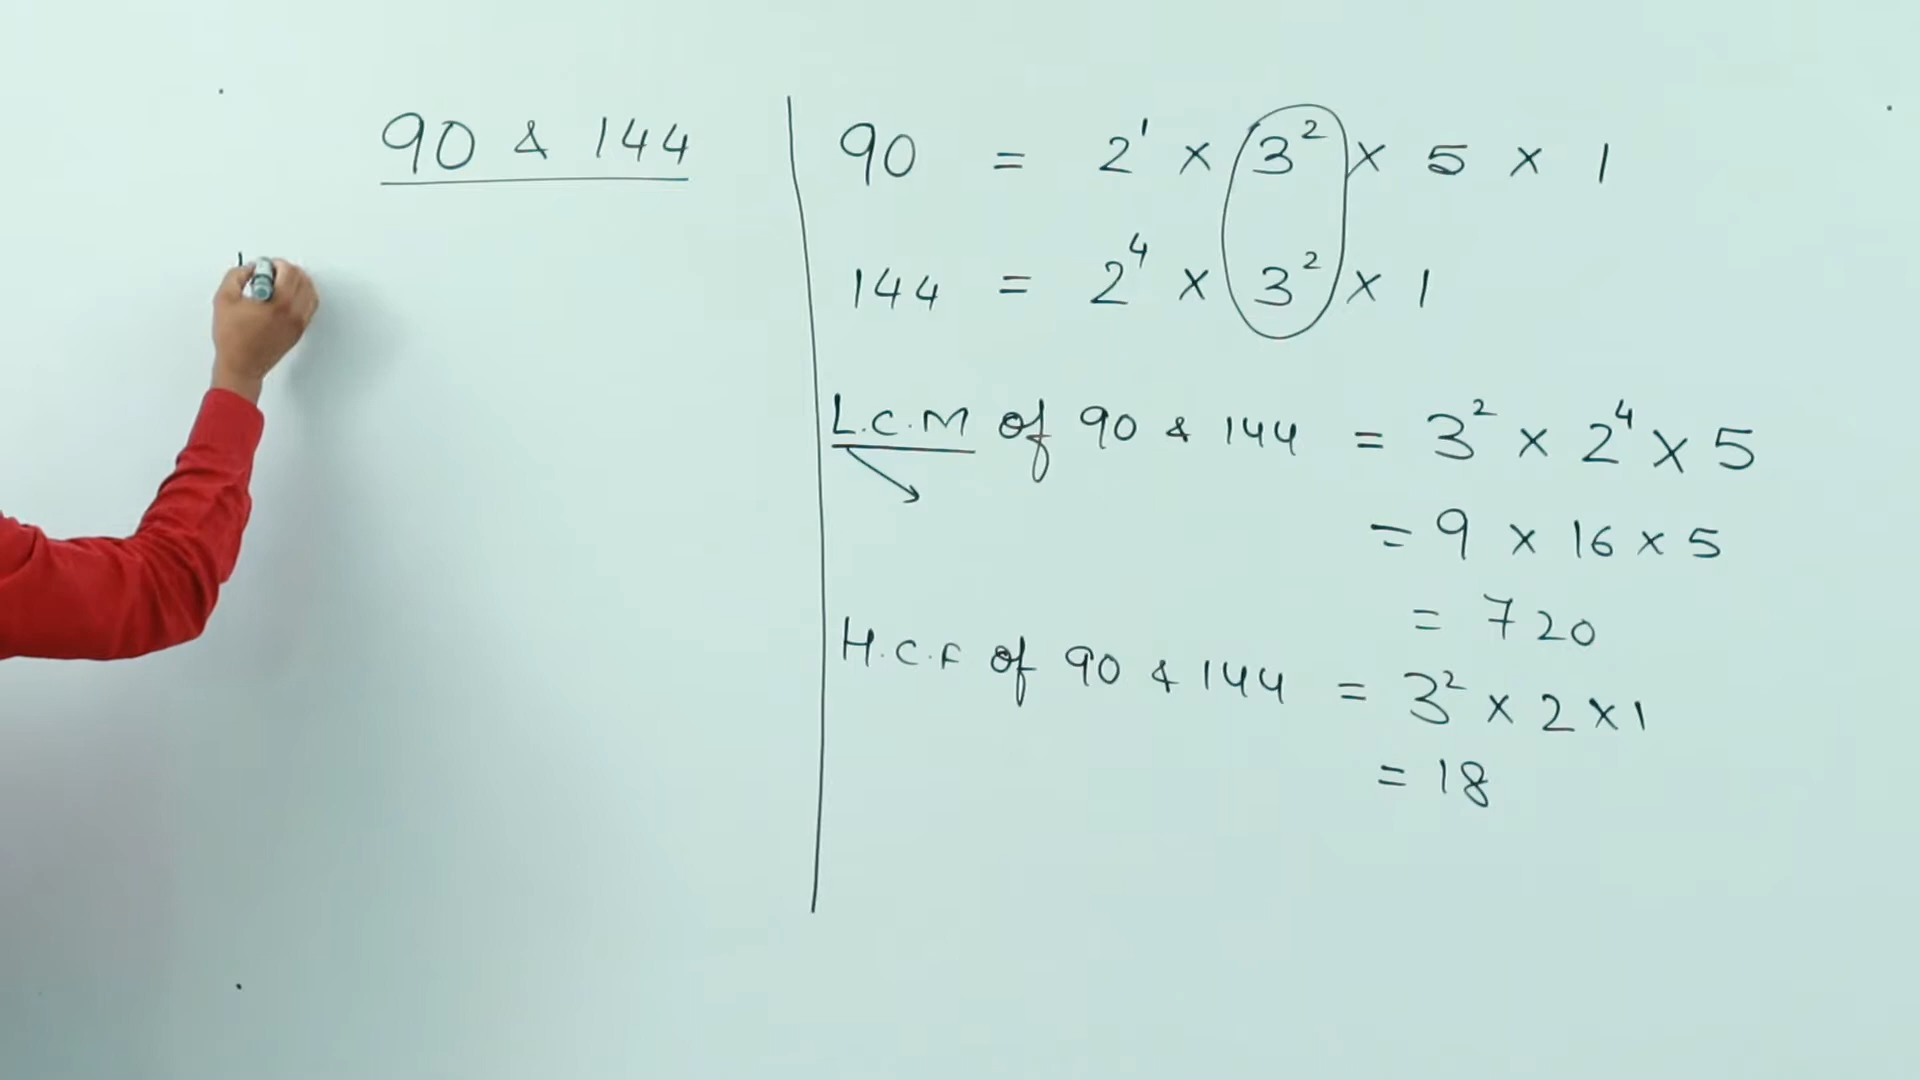 90 & 144
90 = 2¹ × 3² × 5 × 1
144 = 2⁴ × 3² × 1
L.C.M of 90 & 144 = 3² × 2⁴ × 5
= 9 × 16 × 5
= 720
H.C.F of 90 & 144 = 3² × 2 × 1
= 18